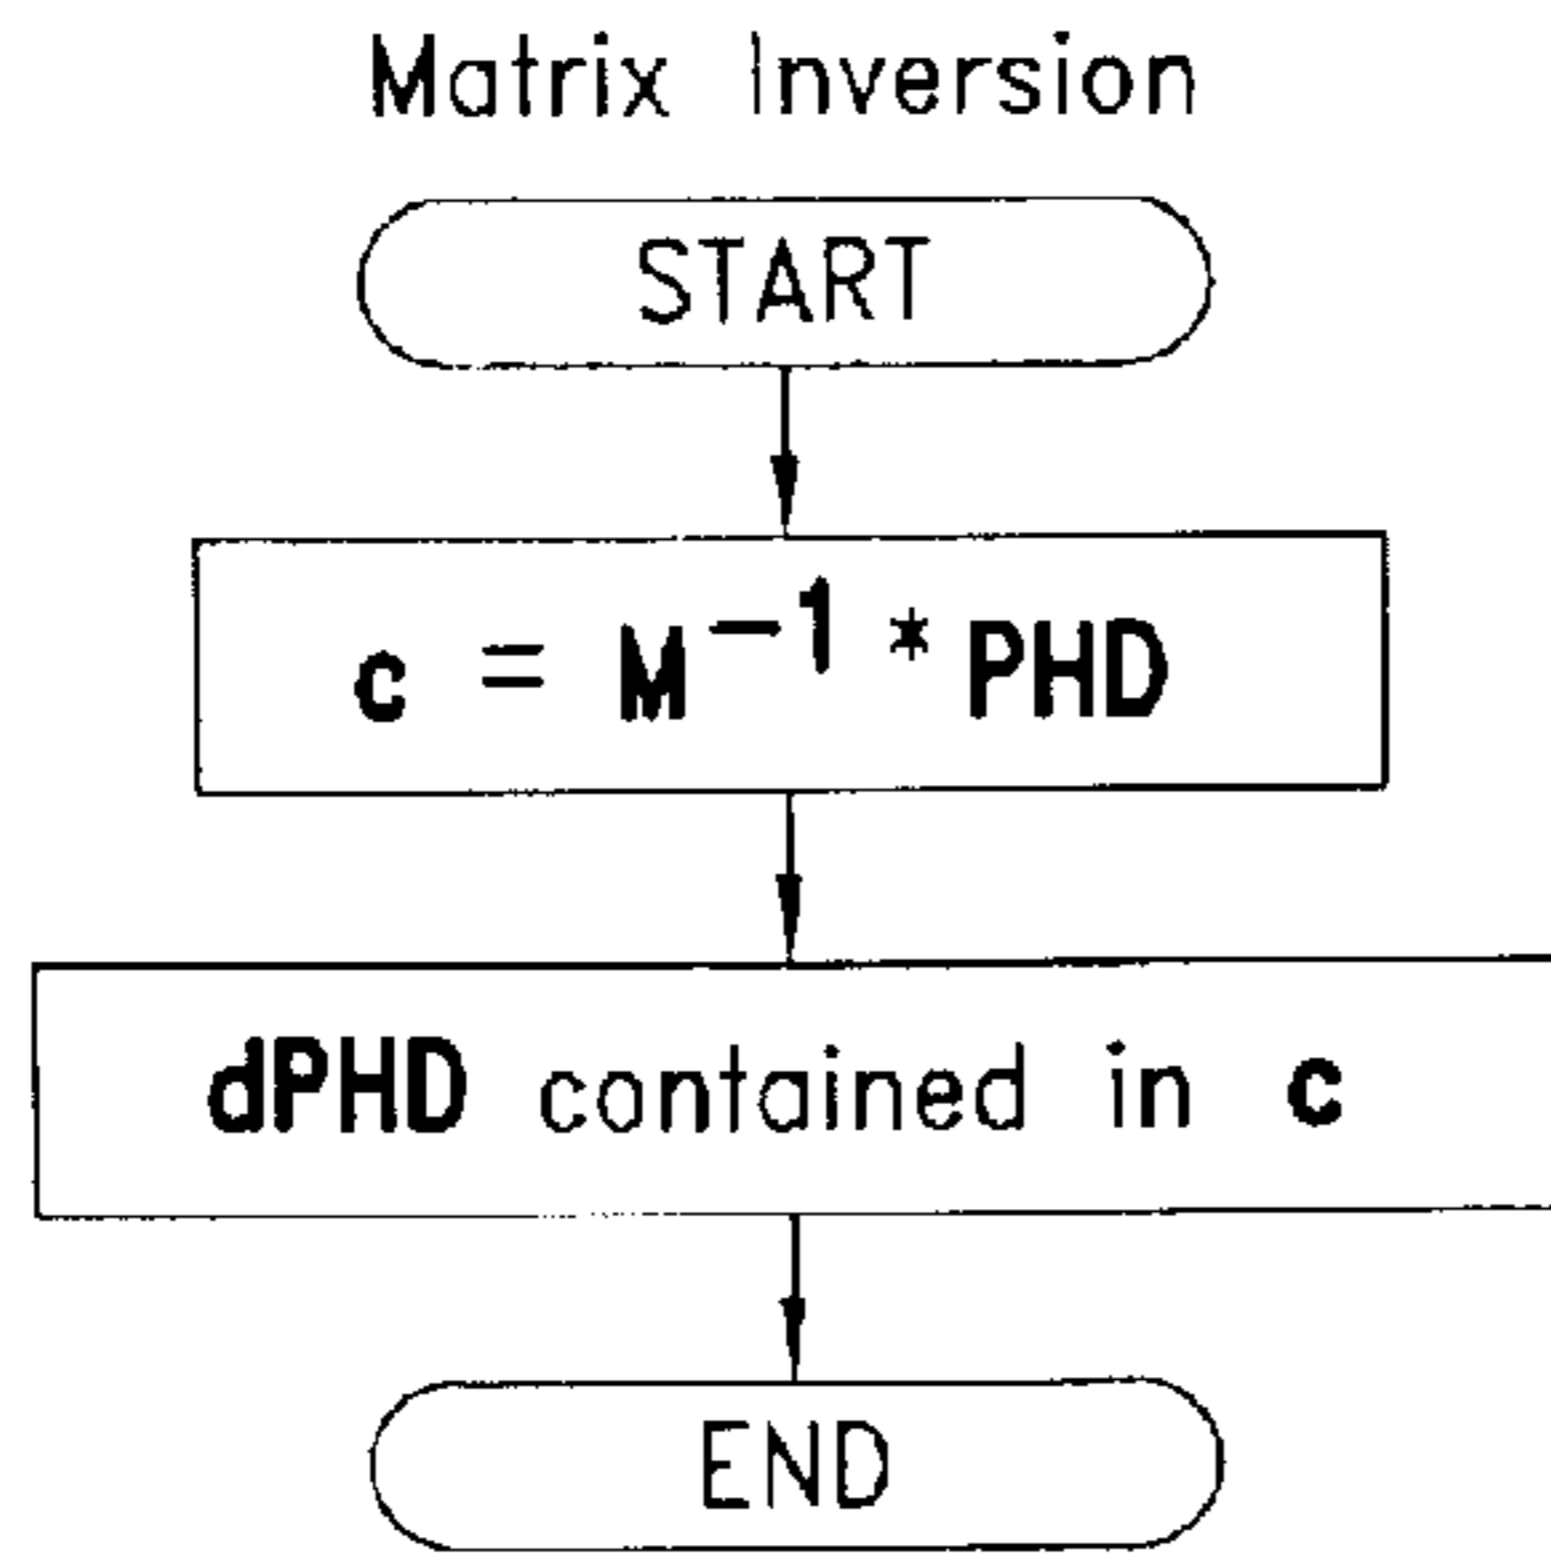 Matrix Inversion
START
c = M⁻¹ * PHD
dPHD contained in c
END